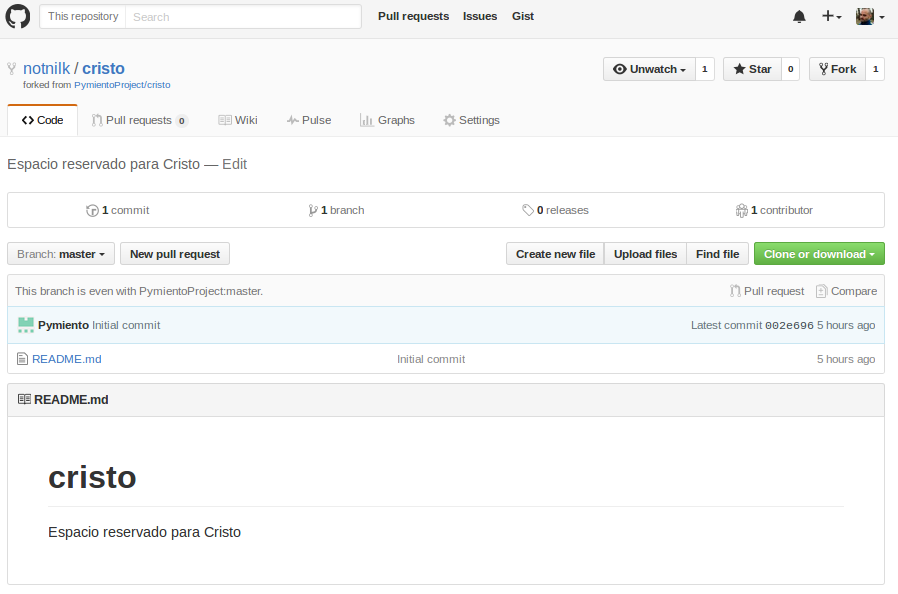 This repository Search Pull requests Issues Gist
notnilk / cristo Unwatch 1 Star 0 Fork 1
forked from PymientoProject/cristo
Code Pull requests 0 Wiki Pulse Graphs Settings
Espacio reservado para Cristo — Edit
1 commit 1 branch 0 releases 1 contributor
Branch: master New pull request Create new file Upload files Find file Clone or download
This branch is even with PymientoProject:master. Pull request Compare
Pymiento Initial commit Latest commit 002e696 5 hours ago
README.md Initial commit 5 hours ago
README.md
cristo
Espacio reservado para Cristo